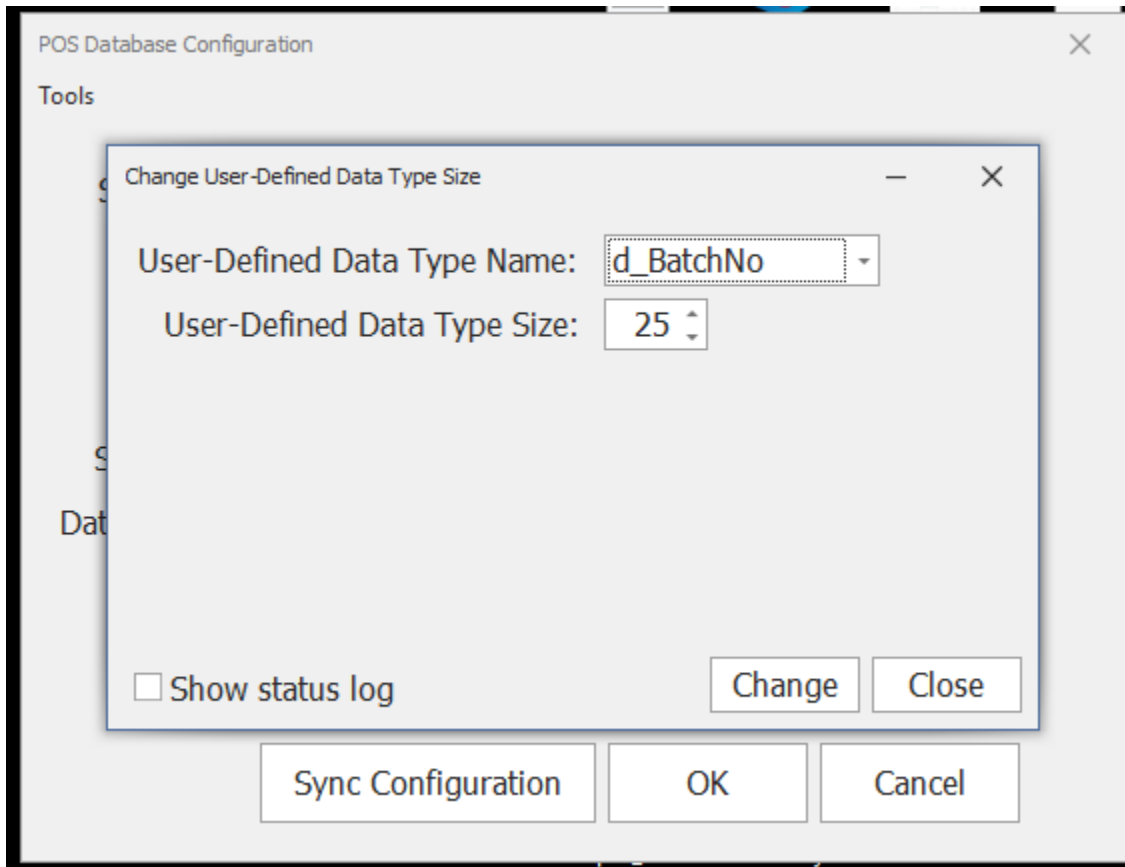 POS Database Configuration
Tools
Change User-Defined Data Type Size
User-Defined Data Type Name: d_BatchNo
User-Defined Data Type Size: 25
Show status log
Change
Close
Sync Configuration
OK
Cancel